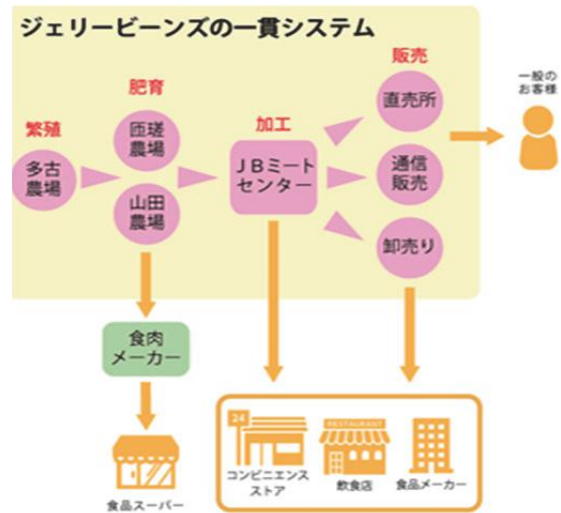 ジェリービーンズの一貫システム
販売
一般の
お客様
直売所
肥育
匝瑳
農場
繁殖
多古
農場
加工
JBミート
センター
通信
販売
山田
農場
卸売り
食肉
メーカー
食品スーパー
24
コンビニエンス
ストア
RESTAURANT
飲食店
食品メーカー